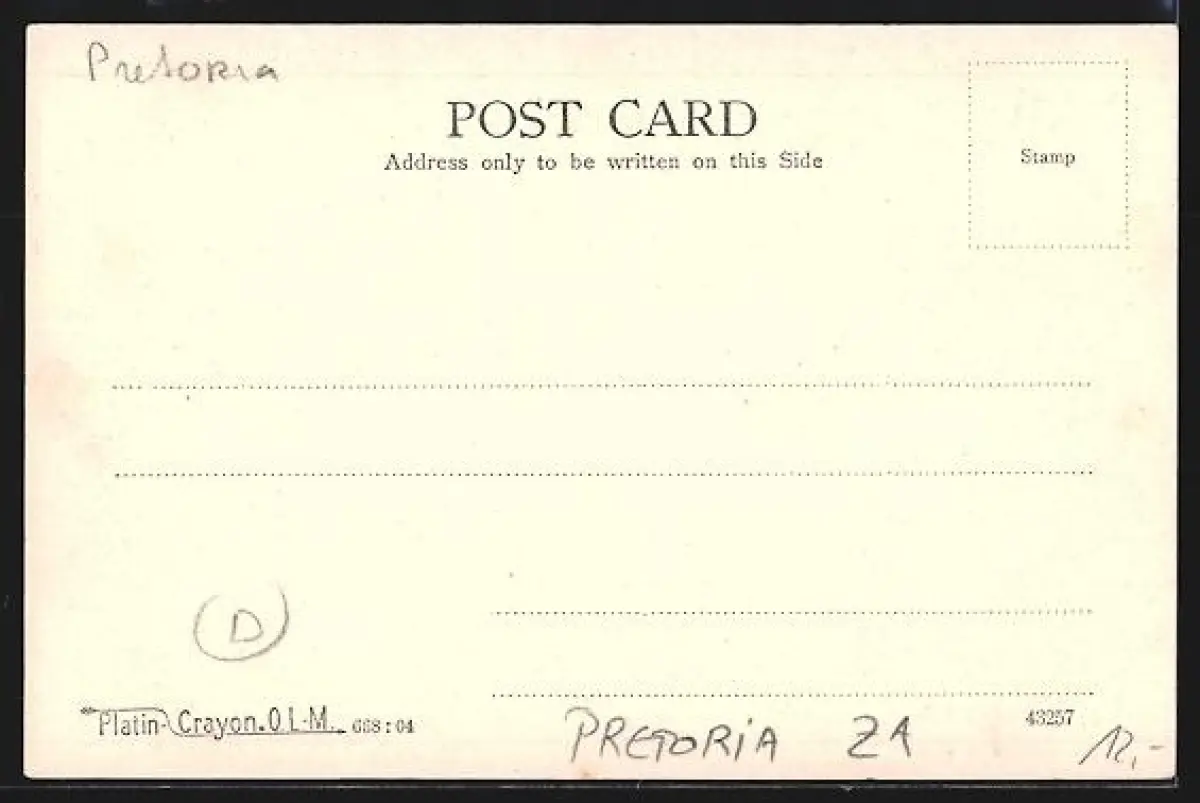 Pretoria
POST CARD
Address only to be written on this Side
Stamp
D
Platin-Crayon.O.L-M. 668:04
43257
PRETORIA ZA
12,-